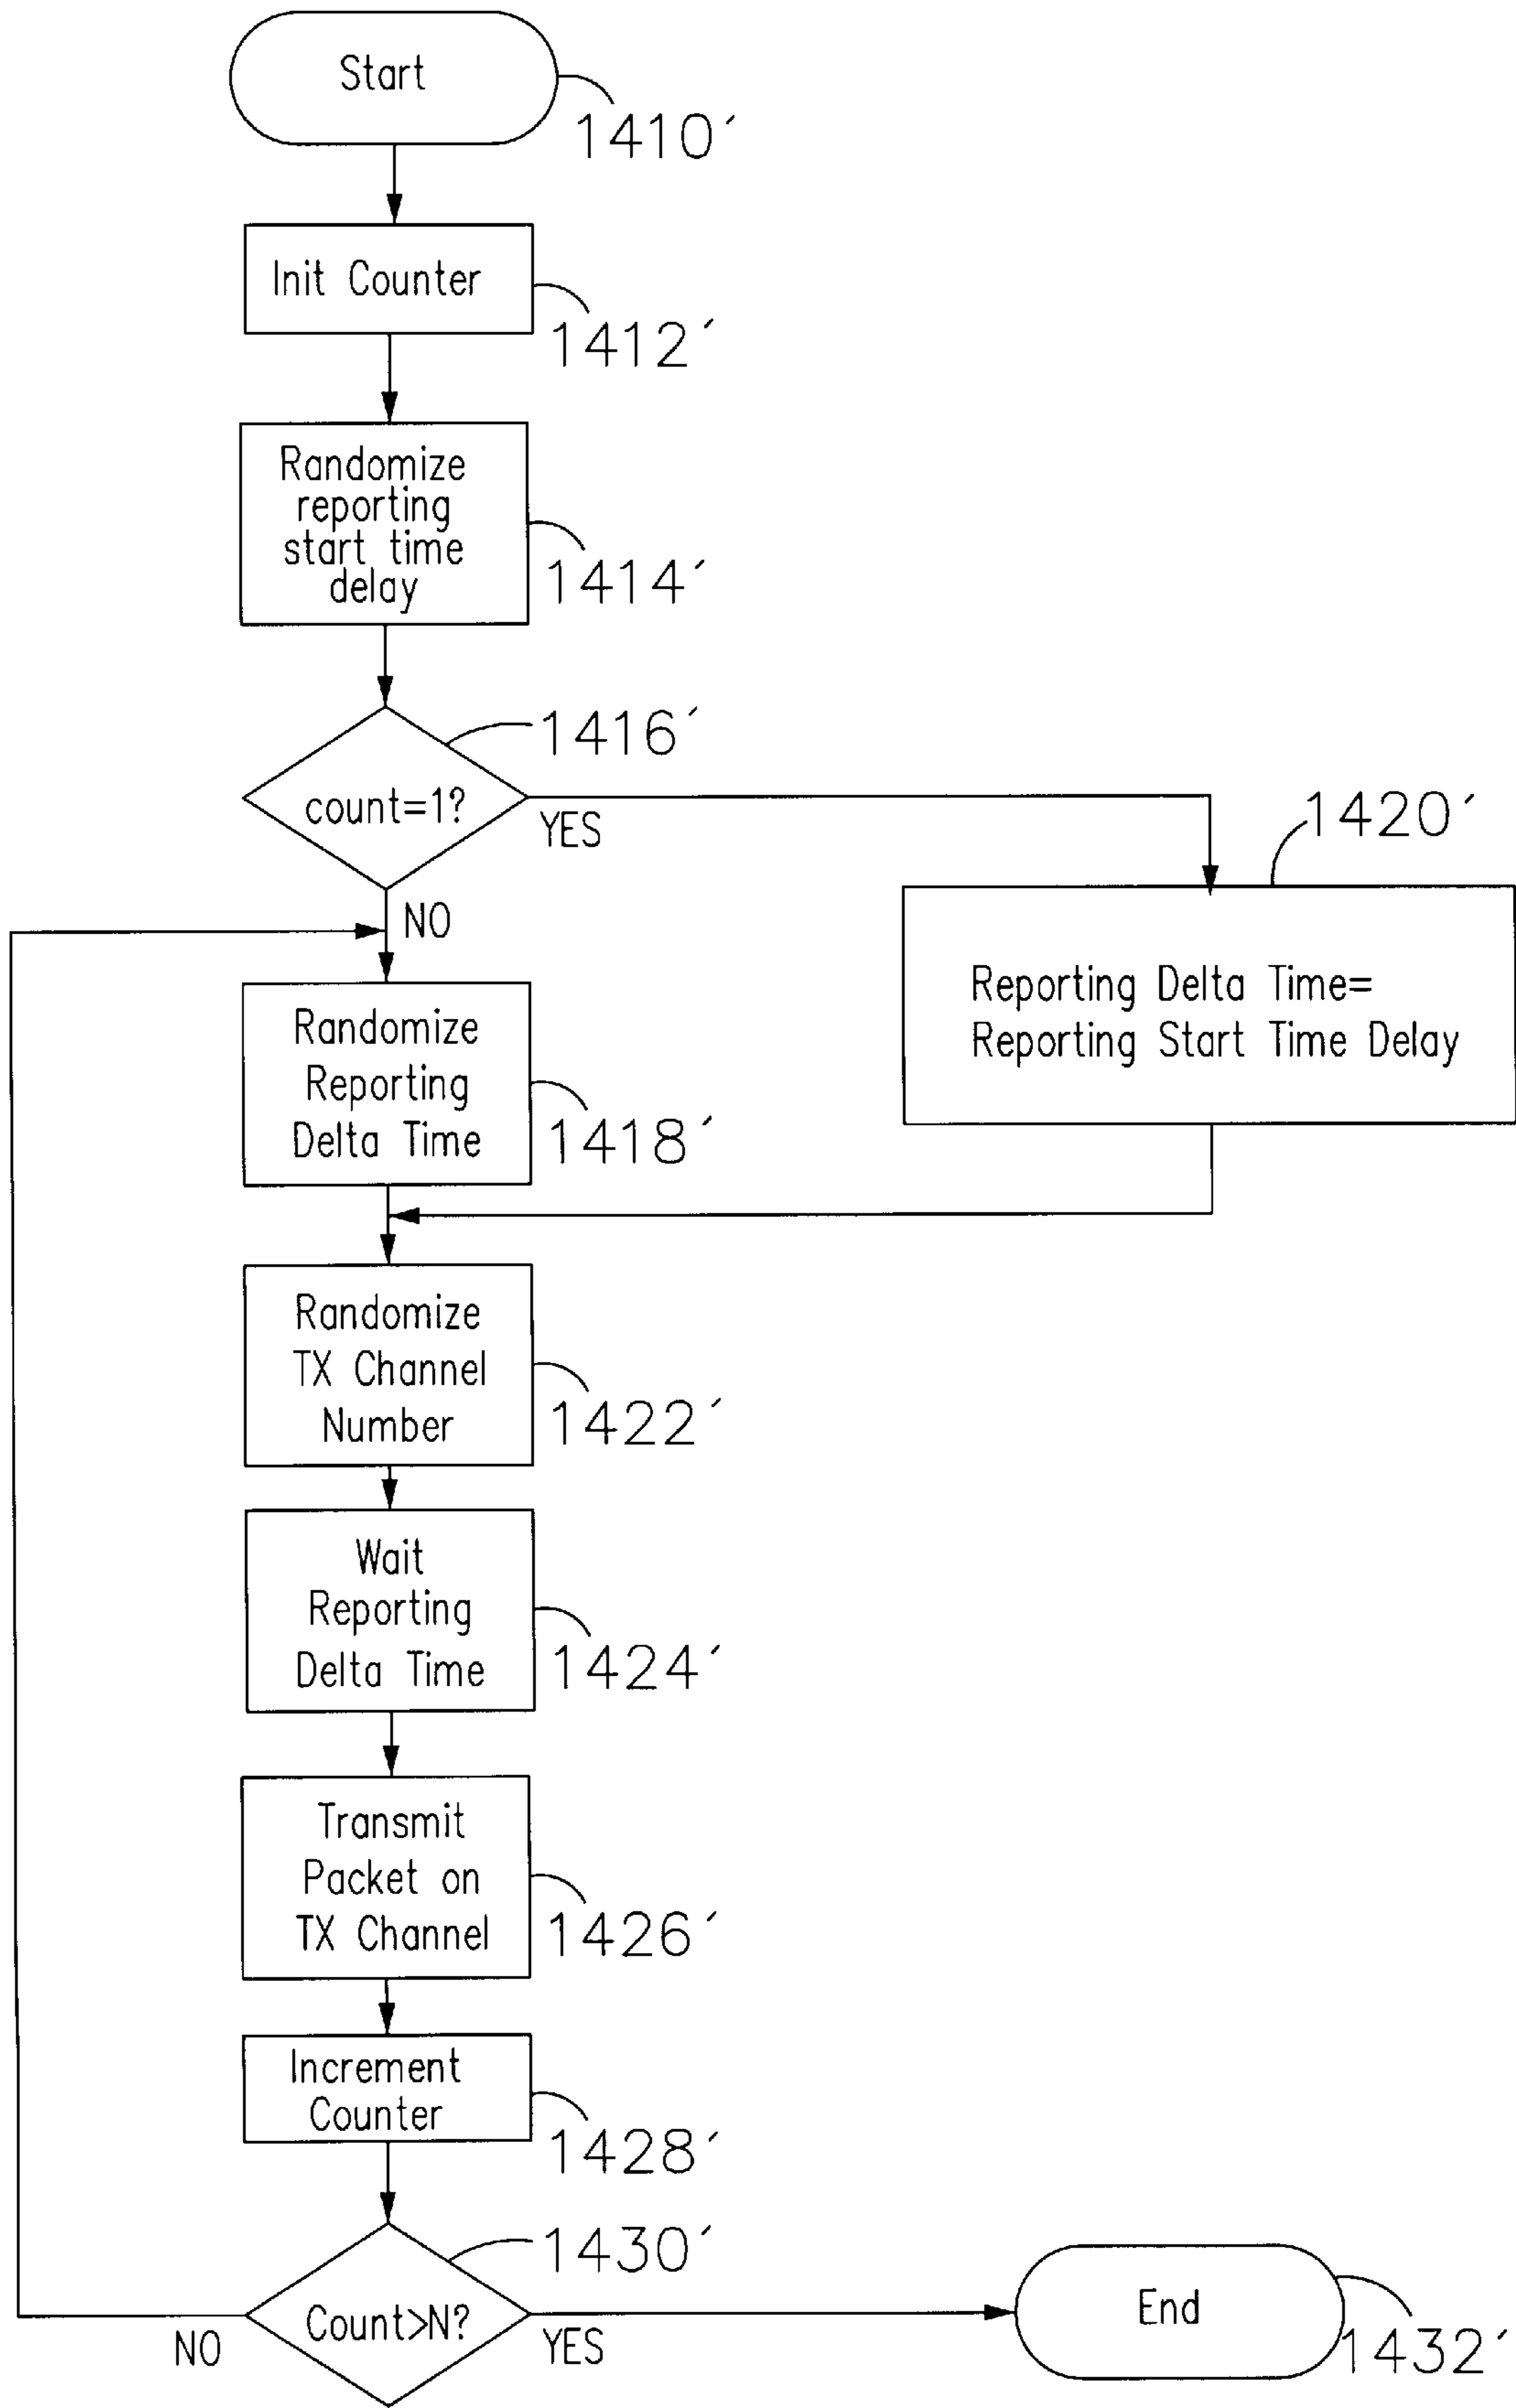 Start
1410´
Init Counter
1412´
Randomize
reporting
start time
delay
1414´
1416´
count=1?
YES
NO
1420´
Reporting Delta Time=
Reporting Start Time Delay
Randomize
Reporting
Delta Time
1418´
Randomize
TX Channel
Number
1422´
Wait
Reporting
Delta Time
1424´
Transmit
Packet on
TX Channel
1426´
Increment
Counter
1428´
1430´
Count>N?
NO
YES
End
1432´